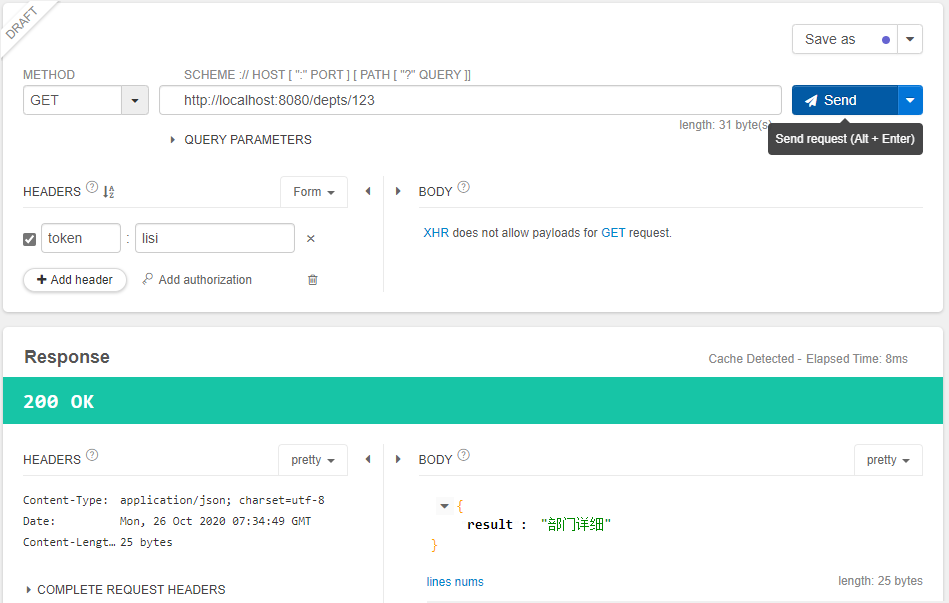 DRAFT
Save as
METHOD
SCHEME :// HOST [ ":" PORT ] [ PATH [ "?" QUERY ]]
GET
http://localhost:8080/depts/123
Send
length: 31 byte(s)
Send request (Alt + Enter)
QUERY PARAMETERS
HEADERS ? AZ
Form
BODY ?
token : lisi ×
XHR does not allow payloads for GET request.
+ Add header
Add authorization
Response
Cache Detected - Elapsed Time: 8ms
200 OK
HEADERS ?
pretty
BODY ?
pretty
Content-Type: application/json; charset=utf-8
Date: Mon, 26 Oct 2020 07:34:49 GMT
Content-Lengt... 25 bytes
{
result : "部门详细"
}
lines nums
length: 25 bytes
COMPLETE REQUEST HEADERS